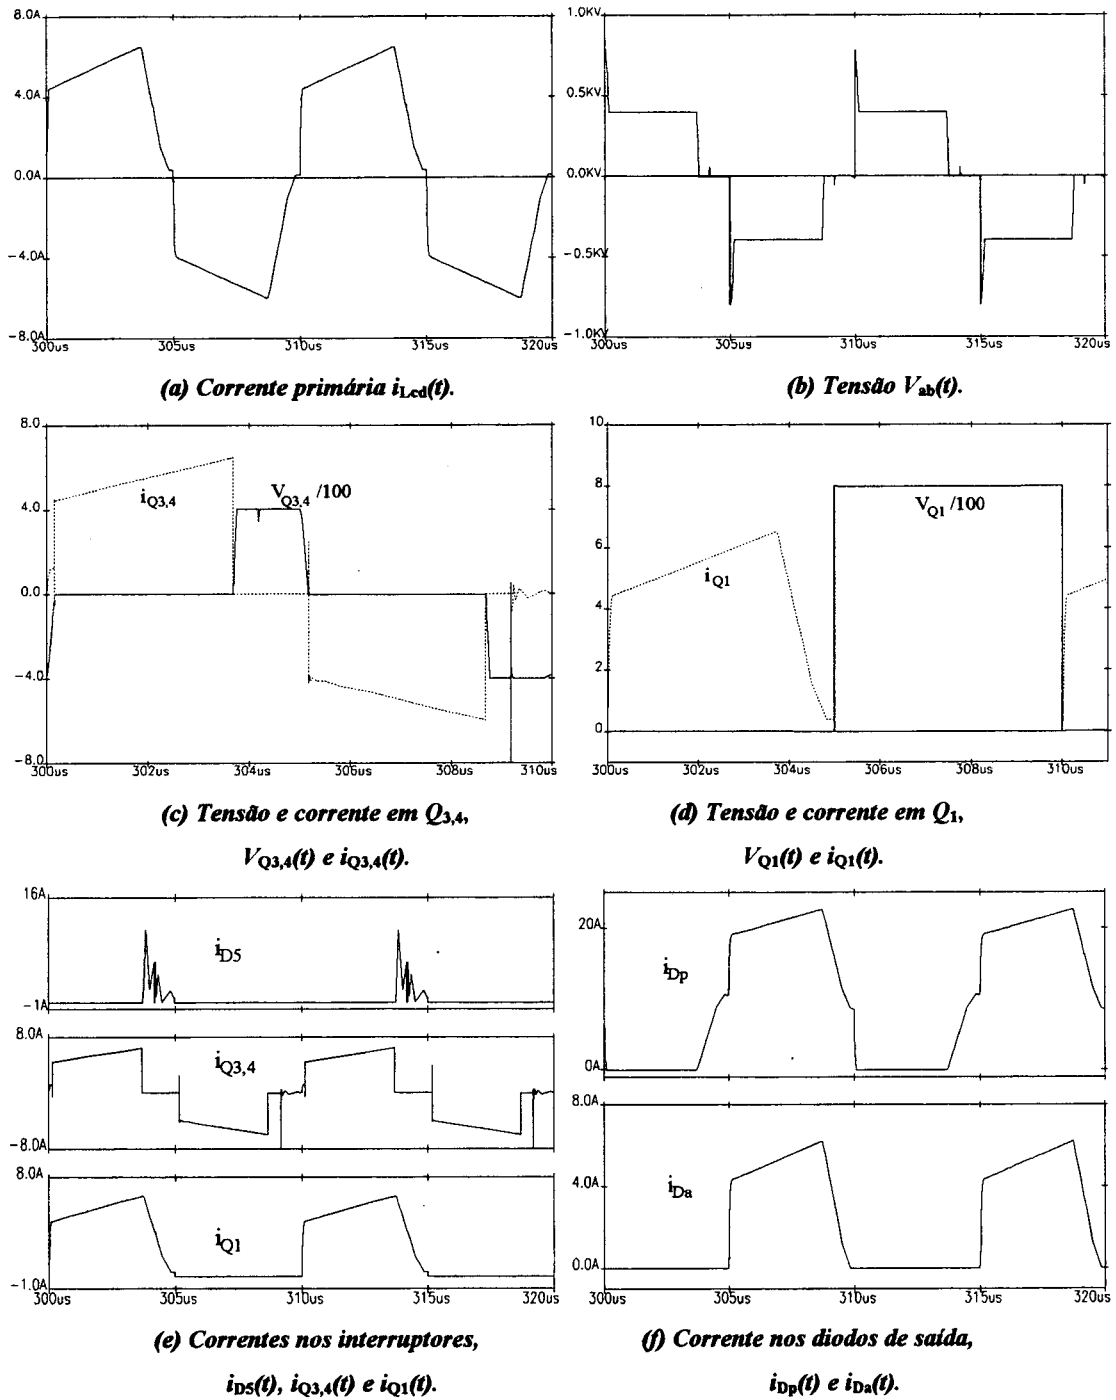 8.0A
4.0A
0.0A
-4.0A
-8.0A
300us 305us 310us 315us 320us
(a) Corrente primária iLcd(t).
1.0KV
0.5KV
0.0KV
-0.5KV
-1.0KV
300us 305us 310us 315us 320us
(b) Tensão Vab(t).
8.0
4.0
0.0
-4.0
-8.0
iQ3,4
VQ3,4 /100
300us 302us 304us 306us 308us 310us
(c) Tensão e corrente em Q3,4,
VQ3,4(t) e iQ3,4(t).
10
8
6
4
2
0
VQ1 /100
iQ1
300us 302us 304us 306us 308us 310us
(d) Tensão e corrente em Q1,
VQ1(t) e iQ1(t).
16A
iD5
-1A
8.0A
iQ3,4
-8.0A
8.0A
iQ1
-1.0A
300us 305us 310us 315us 320us
(e) Correntes nos interruptores,
iD5(t), iQ3,4(t) e iQ1(t).
20A
iDp
0A
8.0A
4.0A
iDa
0.0A
300us 305us 310us 315us 320us
(f) Corrente nos diodos de saída,
iDp(t) e iDa(t).